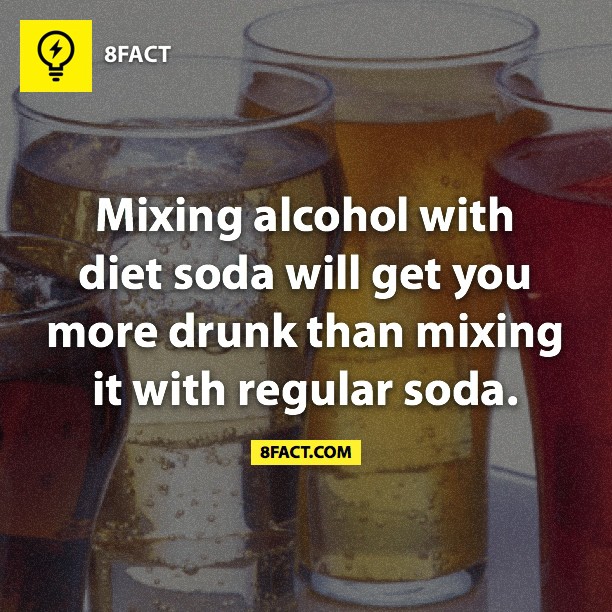 8FACT
Mixing alcohol with
diet soda will get you
more drunk than mixing
it with regular soda.
8FACT.COM